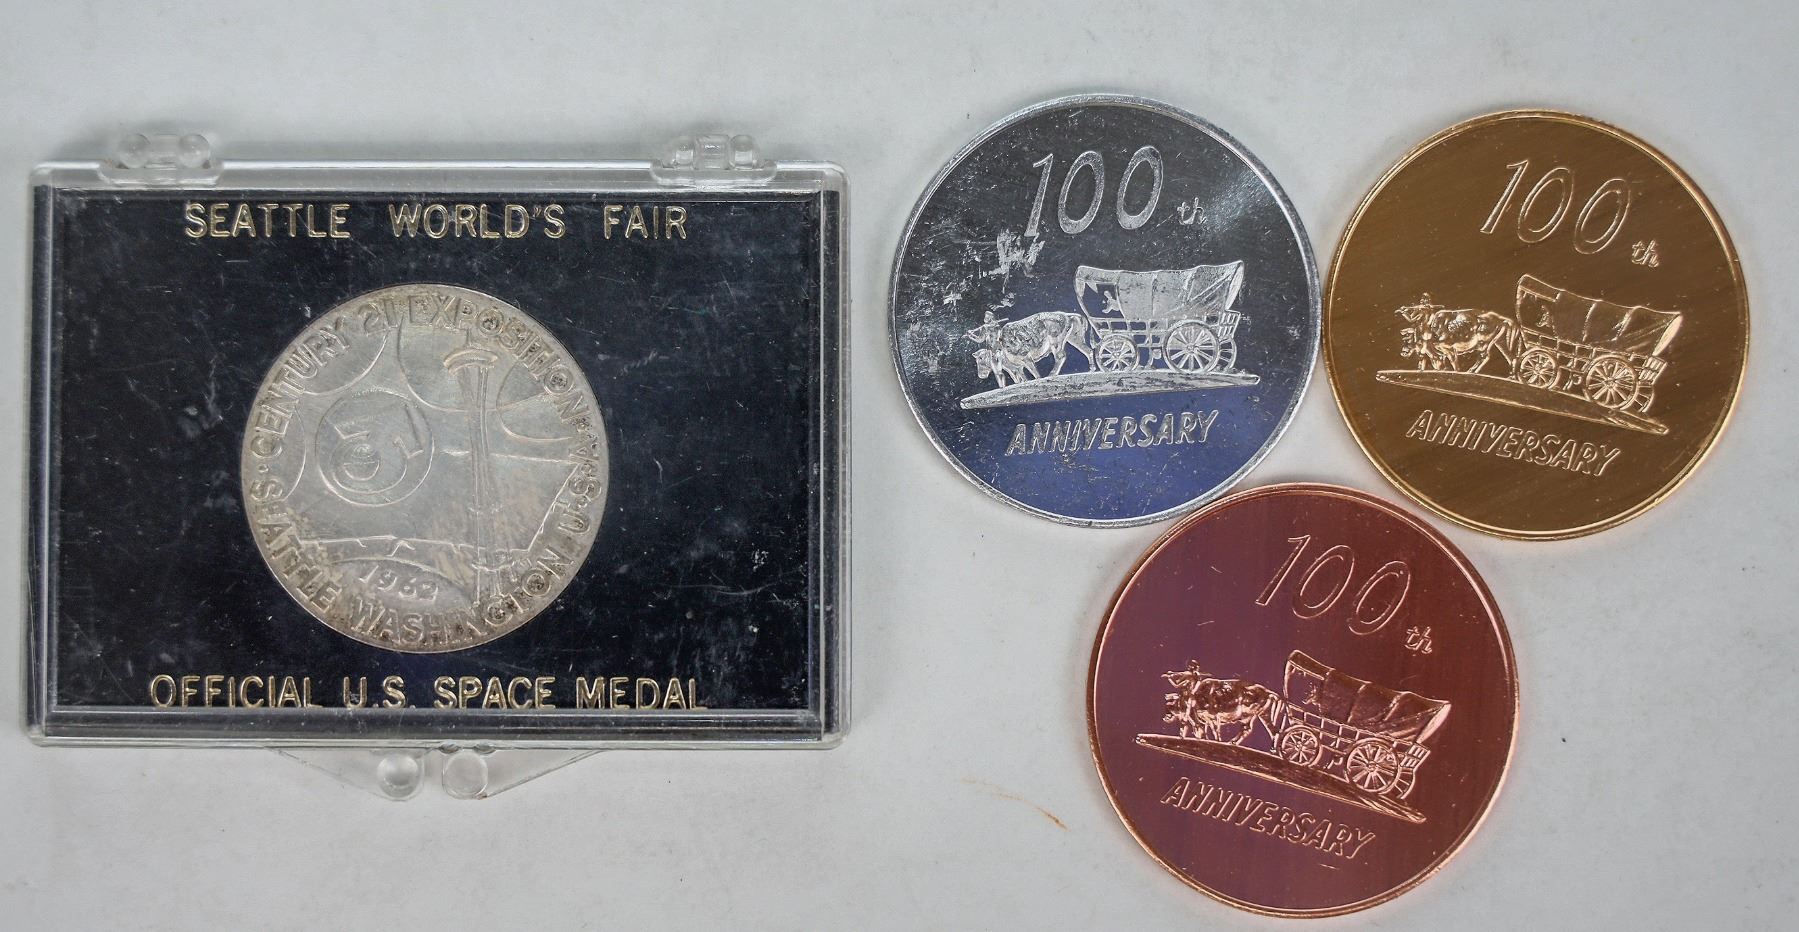 SEATTLE WORLD'S FAIR
·CENTURY 21 EXPOSITION·
SEATTLE WASHINGTON U.S.A.
1962
OFFICIAL U.S. SPACE MEDAL
100th
ANNIVERSARY
100th
ANNIVERSARY
100th
ANNIVERSARY